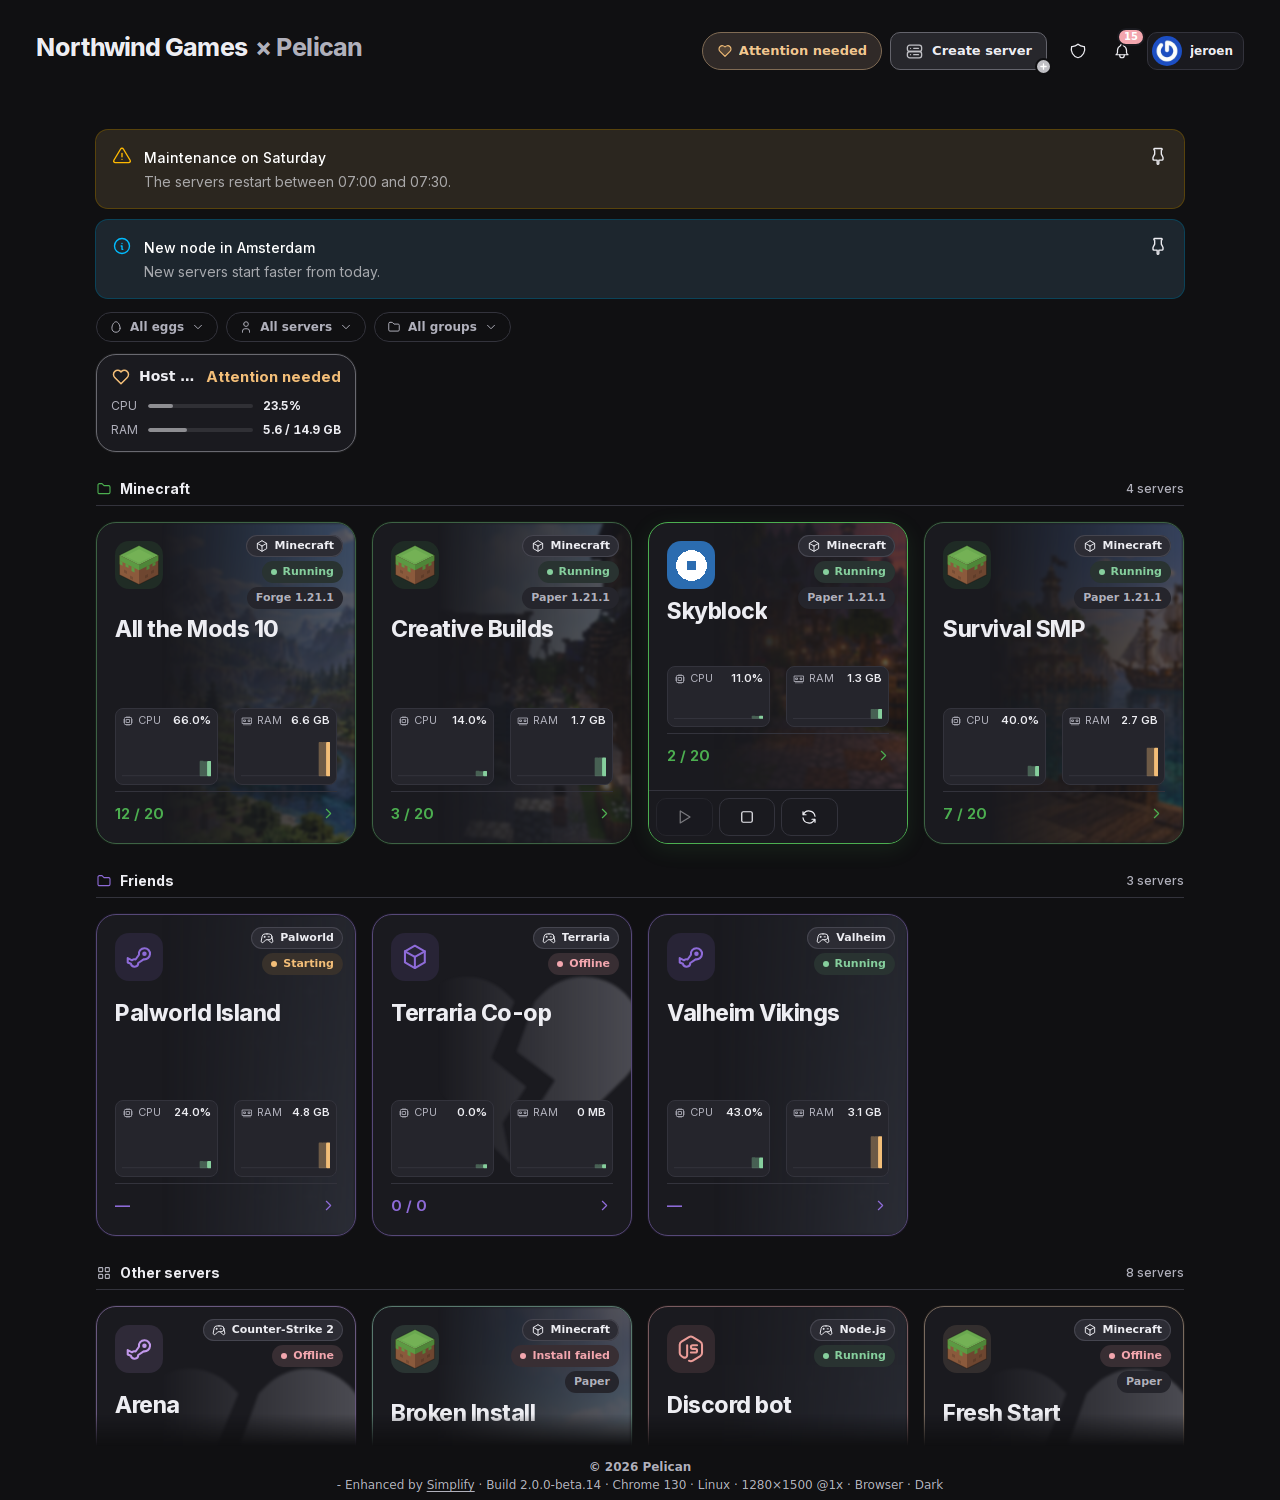 Northwind Games × Pelican
Attention needed
Create server
15
jeroen
Maintenance on Saturday
The servers restart between 07:00 and 07:30.
New node in Amsterdam
New servers start faster from today.
All eggs
All servers
All groups
Host ...
Attention needed
CPU
23.5%
RAM
5.6 / 14.9 GB
Minecraft
4 servers
Minecraft
Running
Forge 1.21.1
All the Mods 10
CPU 66.0%
RAM 6.6 GB
12 / 20
Minecraft
Running
Paper 1.21.1
Creative Builds
CPU 14.0%
RAM 1.7 GB
3 / 20
Minecraft
Running
Paper 1.21.1
Skyblock
CPU 11.0%
RAM 1.3 GB
2 / 20
Minecraft
Running
Paper 1.21.1
Survival SMP
CPU 40.0%
RAM 2.7 GB
7 / 20
Friends
3 servers
Palworld
Starting
Palworld Island
CPU 24.0%
RAM 4.8 GB
—
Terraria
Offline
Terraria Co-op
CPU 0.0%
RAM 0 MB
0 / 0
Valheim
Running
Valheim Vikings
CPU 43.0%
RAM 3.1 GB
—
Other servers
8 servers
Counter-Strike 2
Offline
Arena
Minecraft
Install failed
Paper
Broken Install
Node.js
Running
Discord bot
Minecraft
Offline
Paper
Fresh Start
© 2026 Pelican
- Enhanced by Simplify · Build 2.0.0-beta.14 · Chrome 130 · Linux · 1280×1500 @1x · Browser · Dark